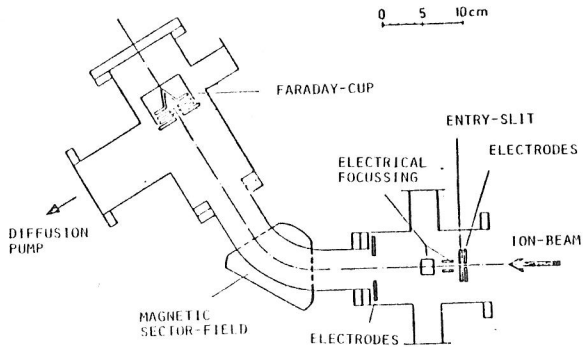 0 5 10cm
FARADAY-CUP
ENTRY-SLIT
ELECTRODES
ELECTRICAL
FOCUSSING
DIFFUSION
PUMP
ION-BEAM
MAGNETIC
SECTOR-FIELD
ELECTRODES